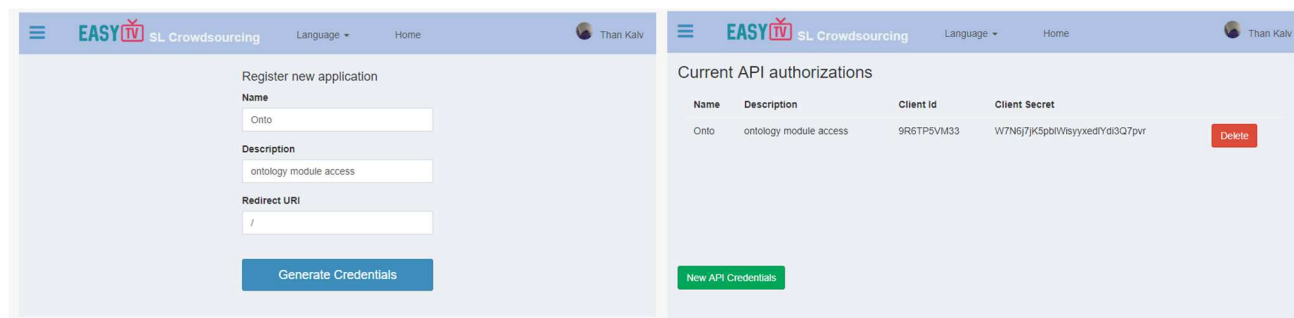 EASY TV SL Crowdsourcing Language Home Than Kalv
Register new application
Name
Onto
Description
ontology module access
Redirect URI
/
Generate Credentials
EASY TV SL Crowdsourcing Language Home Than Kalv
Current API authorizations
Name Description Client Id Client Secret
Onto ontology module access 9R6TP5VM33 W7N6j7jK5pblWisyyxedlYdi3Q7pvr Delete
New API Credentials